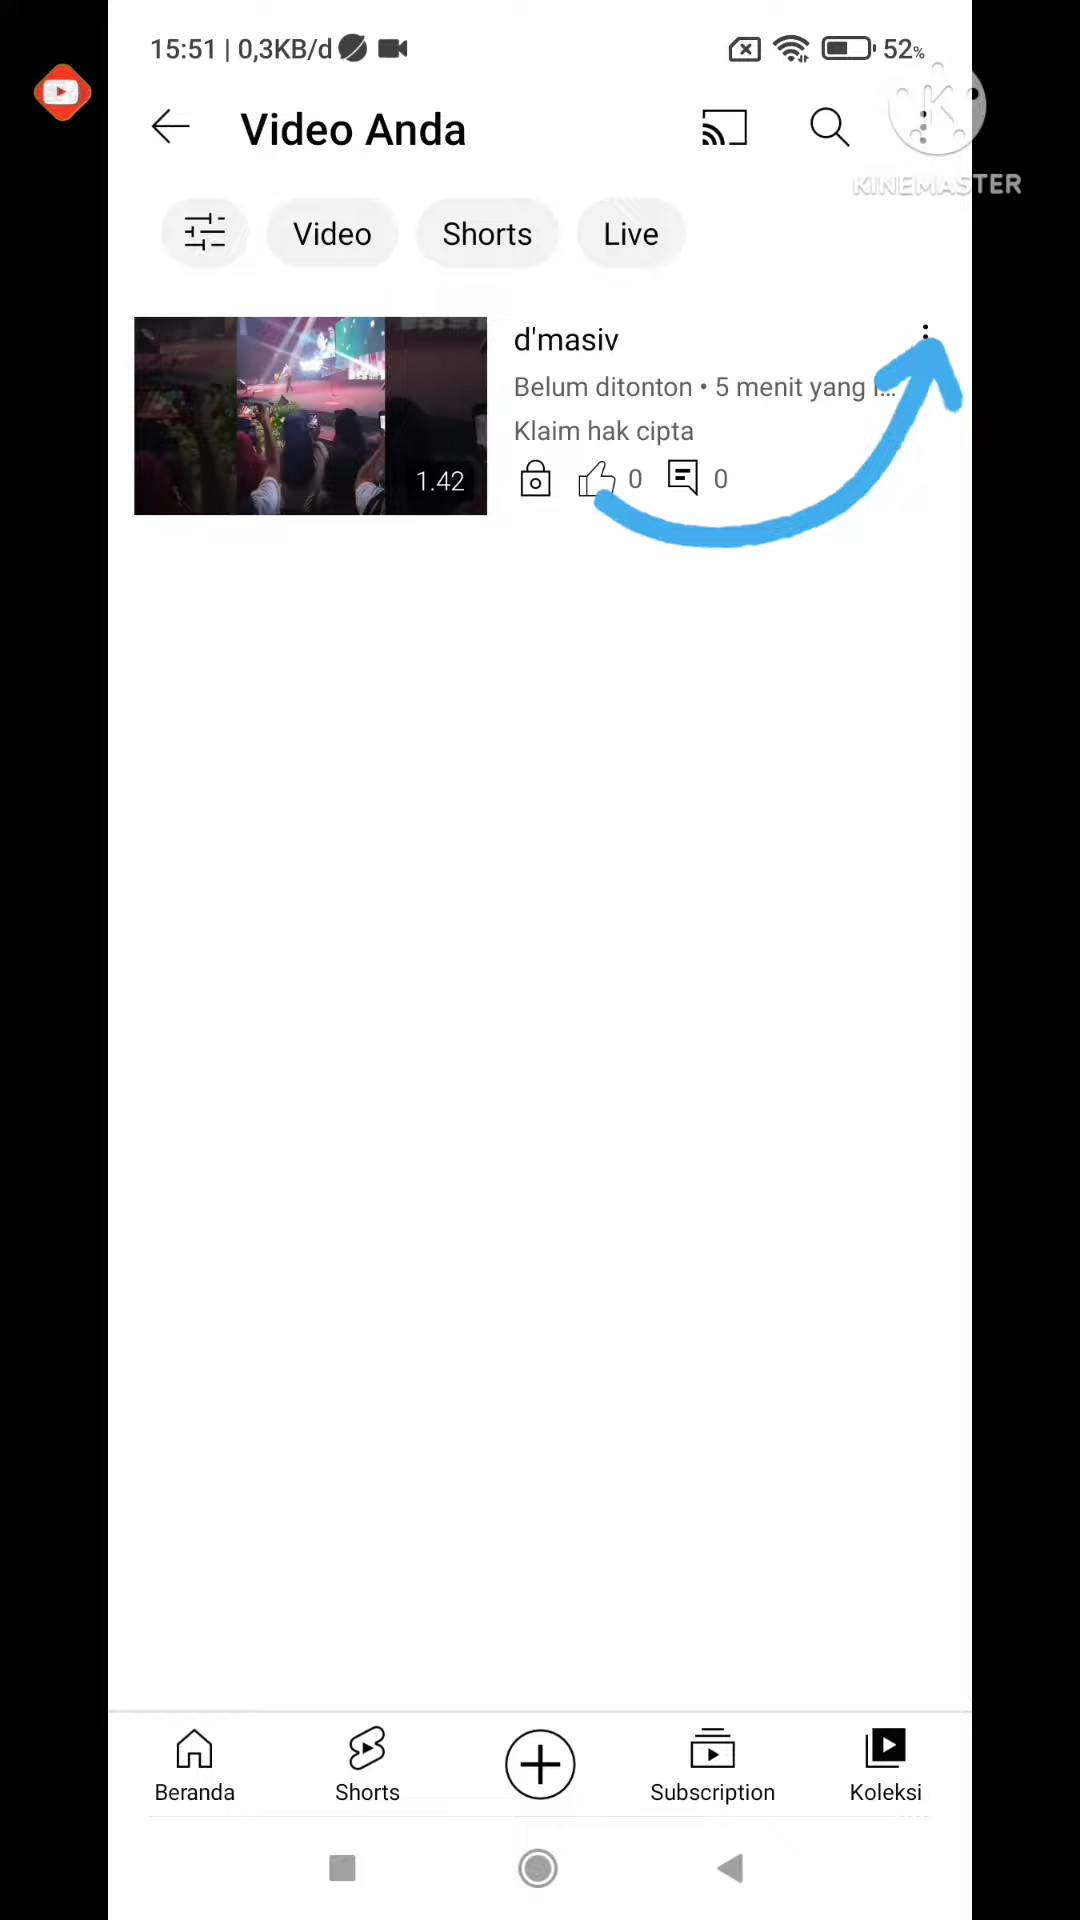 15:51 | 0,3KB/d
52%
Video Anda
KINEMASTER
Video
Shorts
Live
d'masiv
Belum ditonton • 5 menit yang l...
Klaim hak cipta
1.42
0
0
Beranda
Shorts
Subscription
Koleksi